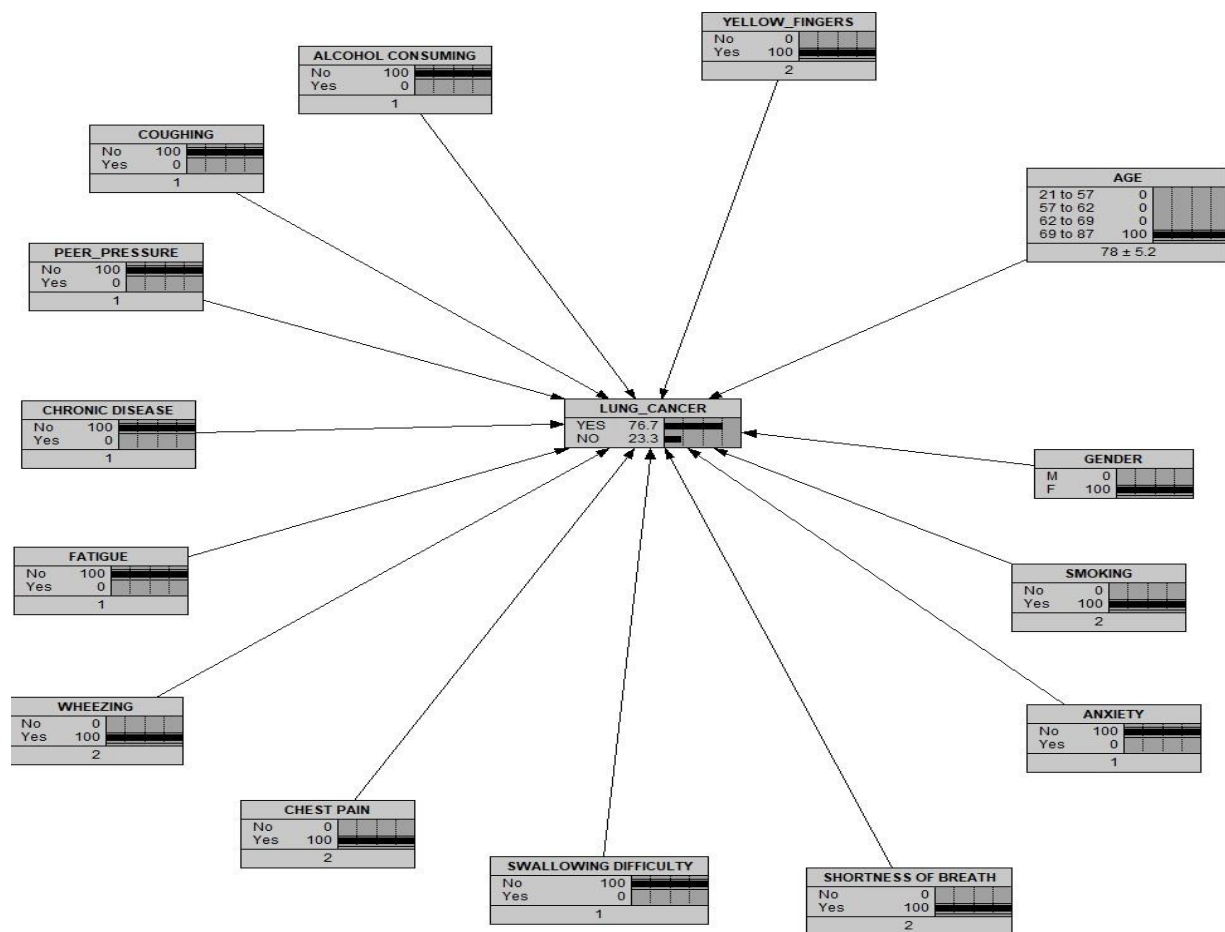 YELLOW_FINGERS
No 0
Yes 100
2
ALCOHOL CONSUMING
No 100
Yes 0
1
COUGHING
No 100
Yes 0
1
AGE
21 to 57 0
57 to 62 0
62 to 69 0
69 to 87 100
78 ± 5.2
PEER_PRESSURE
No 100
Yes 0
1
CHRONIC DISEASE
No 100
Yes 0
1
LUNG_CANCER
YES 76.7
NO 23.3
GENDER
M 0
F 100
FATIGUE
No 100
Yes 0
1
SMOKING
No 0
Yes 100
2
WHEEZING
No 0
Yes 100
2
ANXIETY
No 100
Yes 0
1
CHEST PAIN
No 0
Yes 100
2
SWALLOWING DIFFICULTY
No 100
Yes 0
1
SHORTNESS OF BREATH
No 0
Yes 100
2